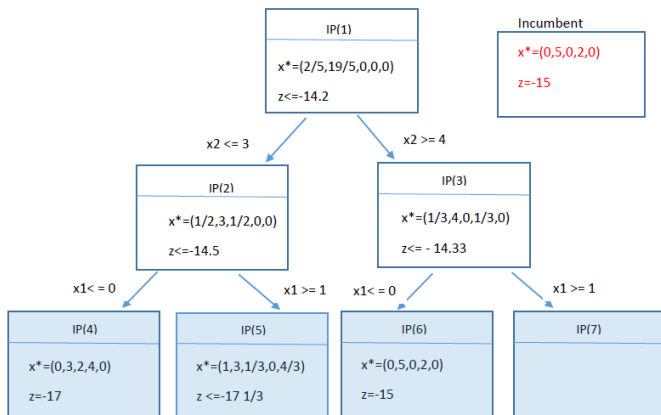 IP(1)
x*=(2/5,19/5,0,0,0)
z<=-14.2
Incumbent
x*=(0,5,0,2,0)
z=-15
x2 <= 3
x2 >= 4
IP(2)
x*=(1/2,3,1/2,0,0)
z<=-14.5
IP(3)
x*=(1/3,4,0,1/3,0)
z<= - 14.33
x1< = 0
x1 >= 1
x1< = 0
x1 >= 1
IP(4)
x*=(0,3,2,4,0)
z=-17
IP(5)
x*=(1,3,1/3,0,4/3)
z <=-17 1/3
IP(6)
x*=(0,5,0,2,0)
z=-15
IP(7)